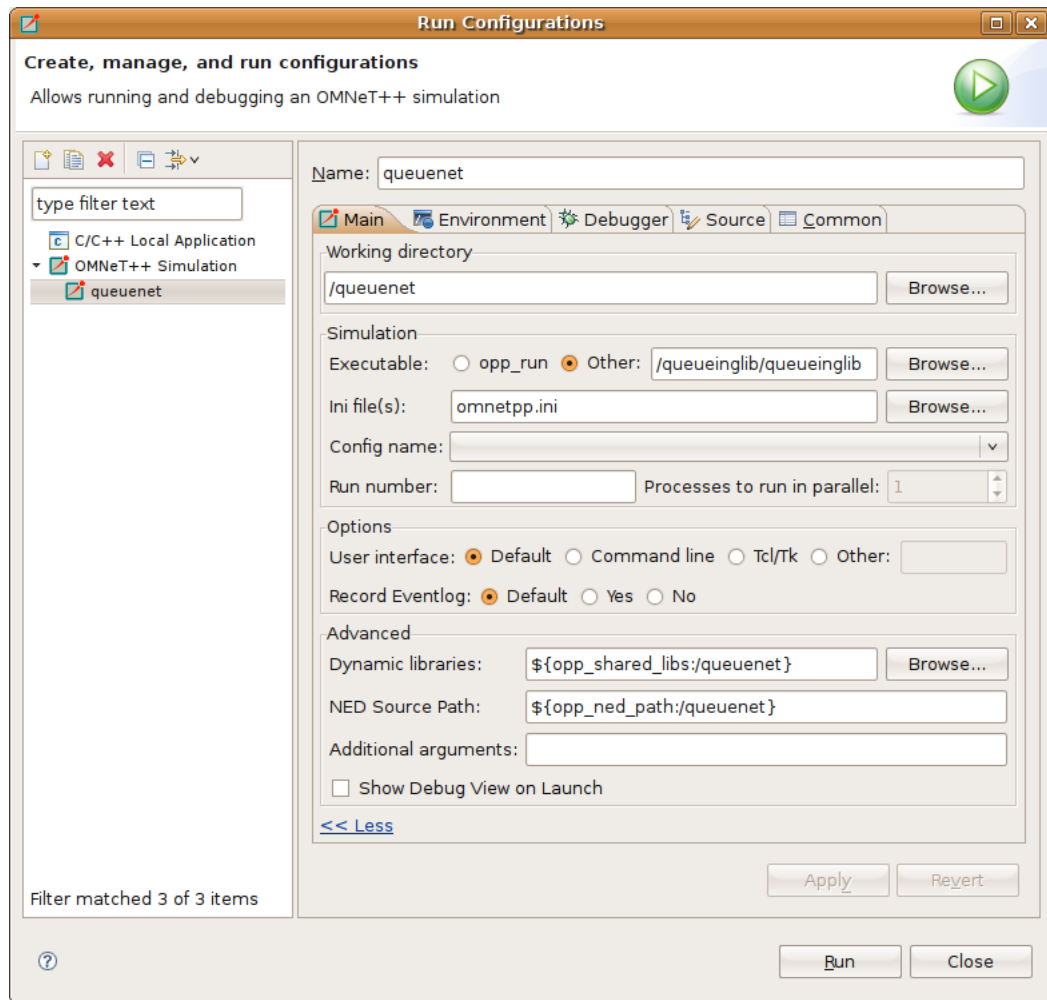 Run Configurations
Create, manage, and run configurations
Allows running and debugging an OMNeT++ simulation
type filter text
C/C++ Local Application
OMNeT++ Simulation
queuenet
Filter matched 3 of 3 items
Name: queuenet
Main Environment Debugger Source Common
Working directory
/queuenet Browse...
Simulation
Executable: opp_run Other: /queueinglib/queueinglib Browse...
Ini file(s): omnetpp.ini Browse...
Config name:
Run number: Processes to run in parallel: 1
Options
User interface: Default Command line Tcl/Tk Other:
Record Eventlog: Default Yes No
Advanced
Dynamic libraries: ${opp_shared_libs:/queuenet} Browse...
NED Source Path: ${opp_ned_path:/queuenet}
Additional arguments:
Show Debug View on Launch
<< Less
Apply Revert
? Run Close